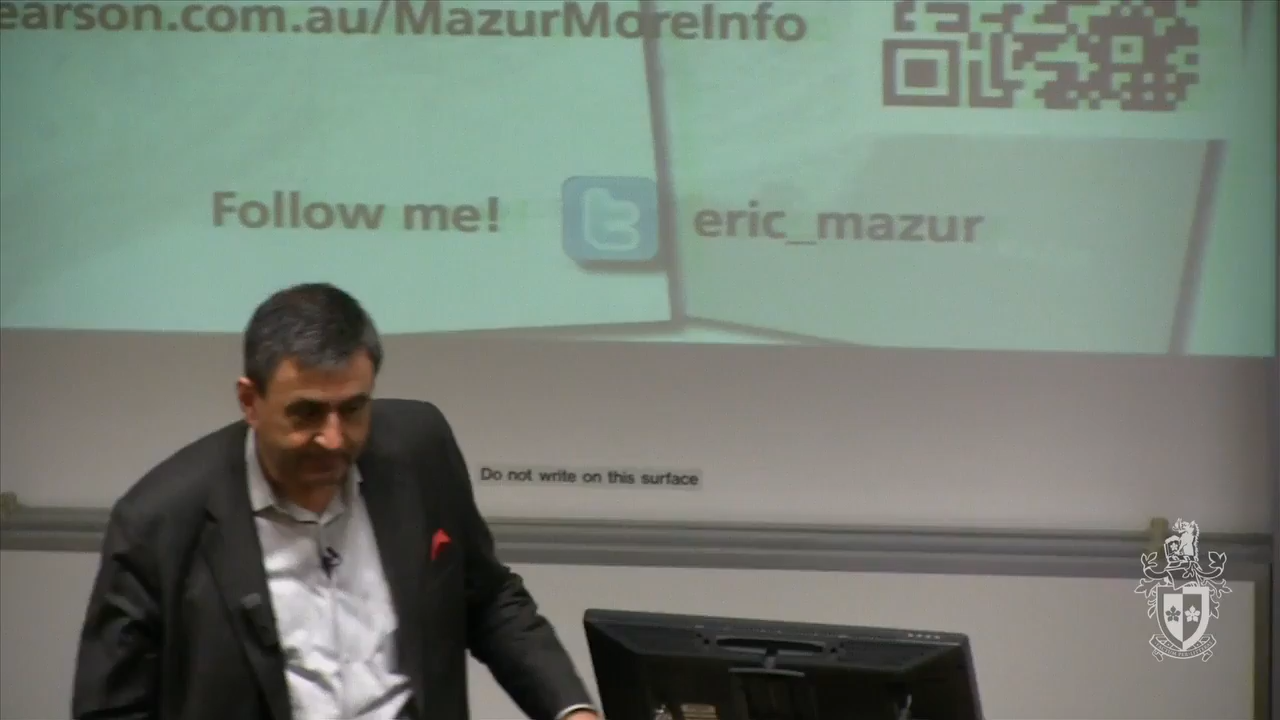 earson.com.au/MazurMoreInfo
Follow me! t eric_mazur
Do not write on this surface